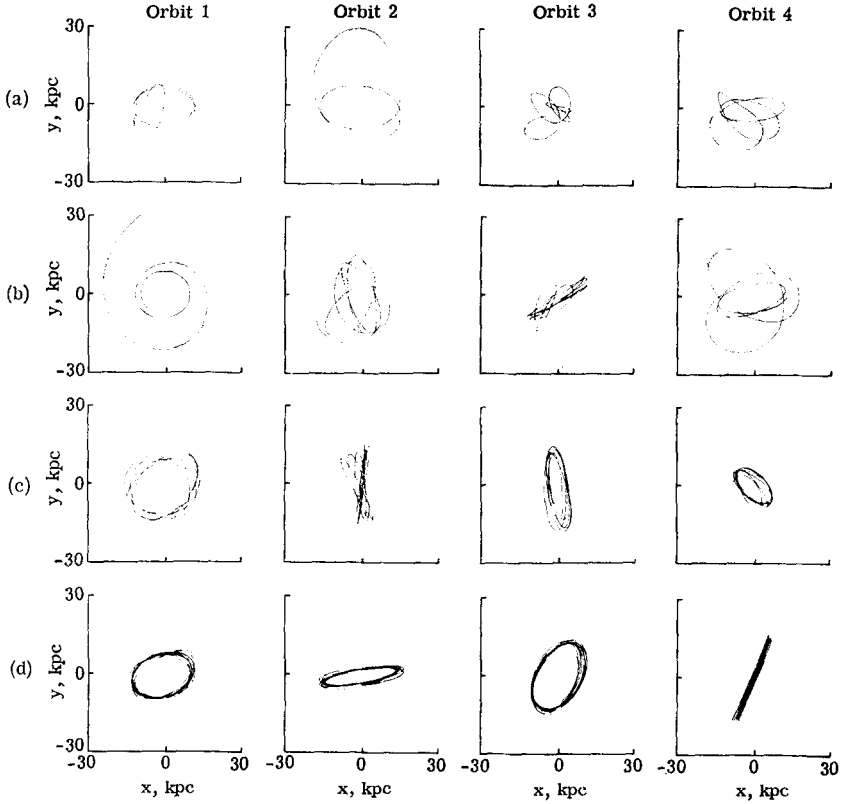 Orbit 1 Orbit 2 Orbit 3 Orbit 4
30
(a) y, kpc 0
-30
30
(b) y, kpc 0
-30
30
(c) y, kpc 0
-30
30
(d) y, kpc 0
-30
-30 0 30 -30 0 30 -30 0 30 -30 0 30
x, kpc x, kpc x, kpc x, kpc